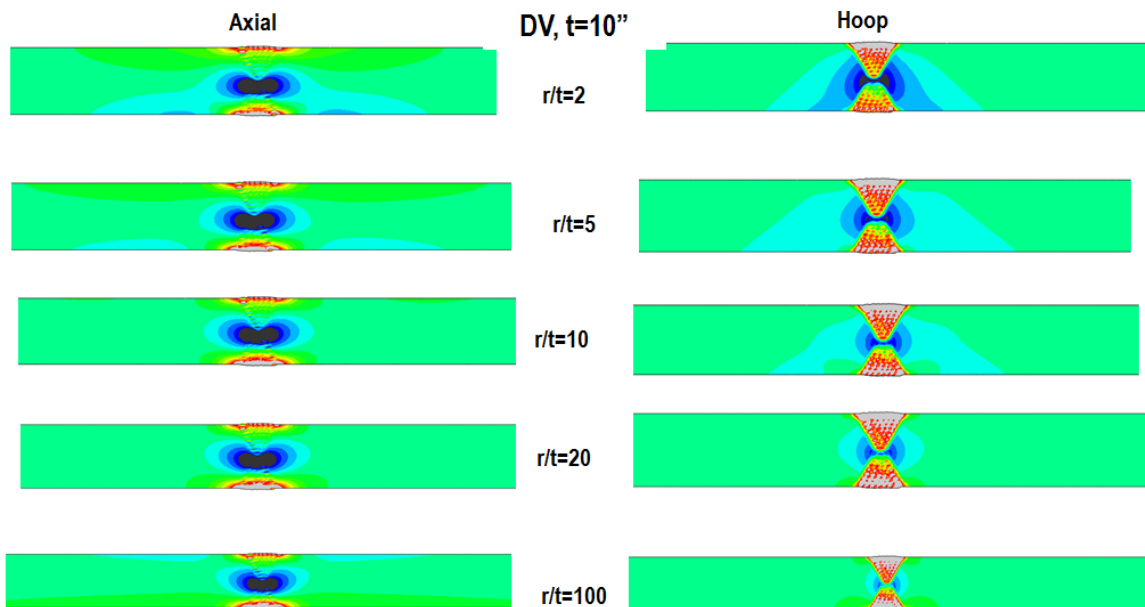 Axial
DV, t=10”
Hoop
r/t=2
r/t=5
r/t=10
r/t=20
r/t=100